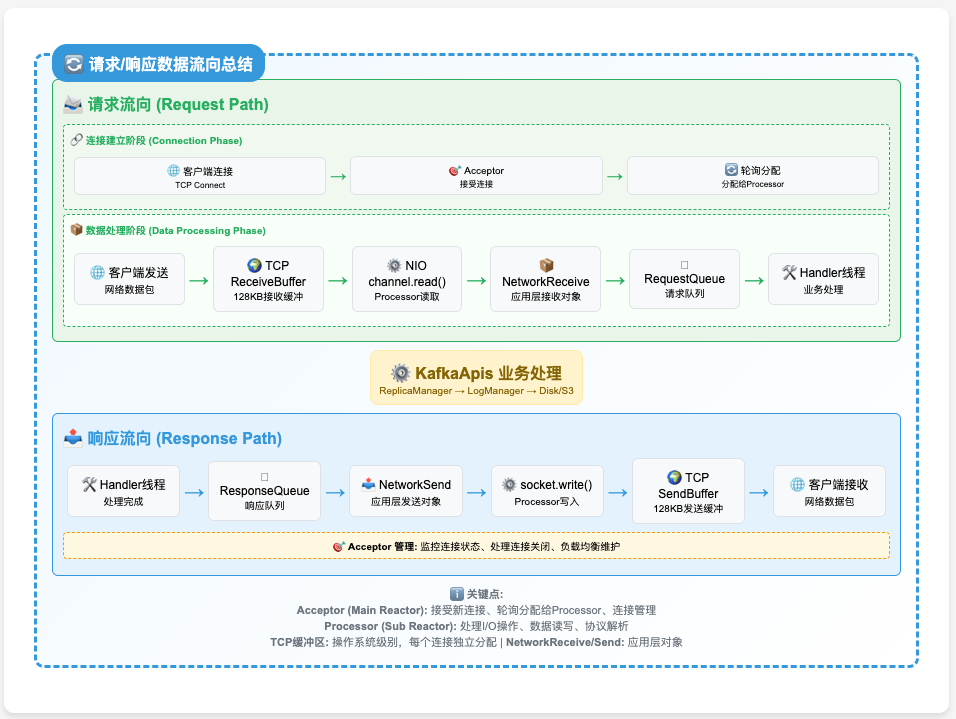 请求/响应数据流向总结
请求流向 (Request Path)
连接建立阶段 (Connection Phase)
客户端连接
TCP Connect
→
Acceptor
接受连接
→
轮询分配
分配给Processor
数据处理阶段 (Data Processing Phase)
客户端发送
网络数据包
→
TCP
ReceiveBuffer
128KB接收缓冲
→
NIO
channel.read()
Processor读取
→
NetworkReceive
应用层接收对象
→
RequestQueue
请求队列
→
Handler线程
业务处理
KafkaApis 业务处理
ReplicaManager → LogManager → Disk/S3
响应流向 (Response Path)
Handler线程
处理完成
→
ResponseQueue
响应队列
→
NetworkSend
应用层发送对象
→
socket.write()
Processor写入
→
TCP
SendBuffer
128KB发送缓冲
→
客户端接收
网络数据包
Acceptor 管理: 监控连接状态、处理连接关闭、负载均衡维护
关键点:
Acceptor (Main Reactor): 接受新连接、轮询分配给Processor、连接管理
Processor (Sub Reactor): 处理I/O操作、数据读写、协议解析
TCP缓冲区: 操作系统级别，每个连接独立分配 | NetworkReceive/Send: 应用层对象